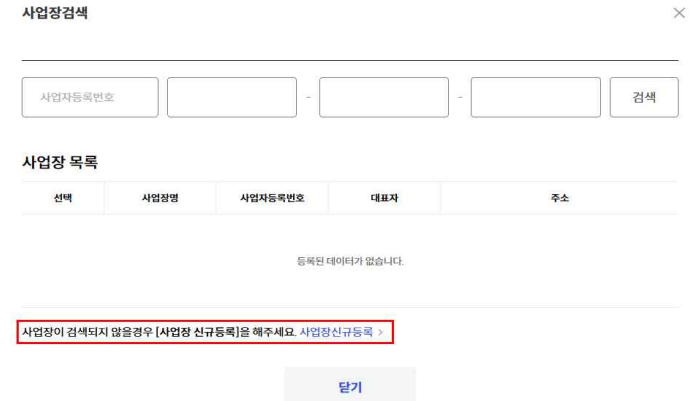 사업장검색
사업자등록번호 - - 검색
사업장 목록
선택 사업장명 사업자등록번호 대표자 주소
등록된 데이터가 없습니다.
사업장이 검색되지 않을경우 [사업장 신규등록]을 해주세요. 사업장신규등록 >
닫기